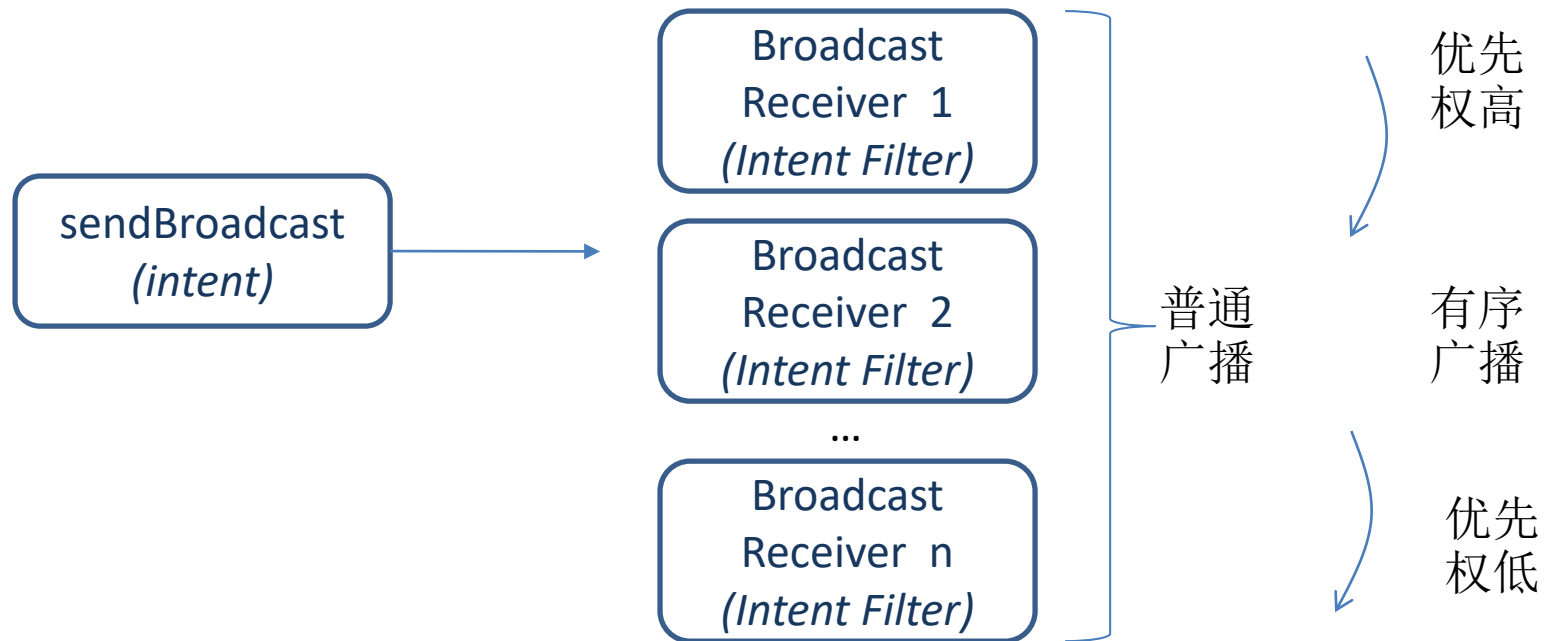 sendBroadcast
(intent)
Broadcast
Receiver 1
(Intent Filter)
Broadcast
Receiver 2
(Intent Filter)
...
Broadcast
Receiver n
(Intent Filter)
普通
广播
优先
权高
有序
广播
优先
权低